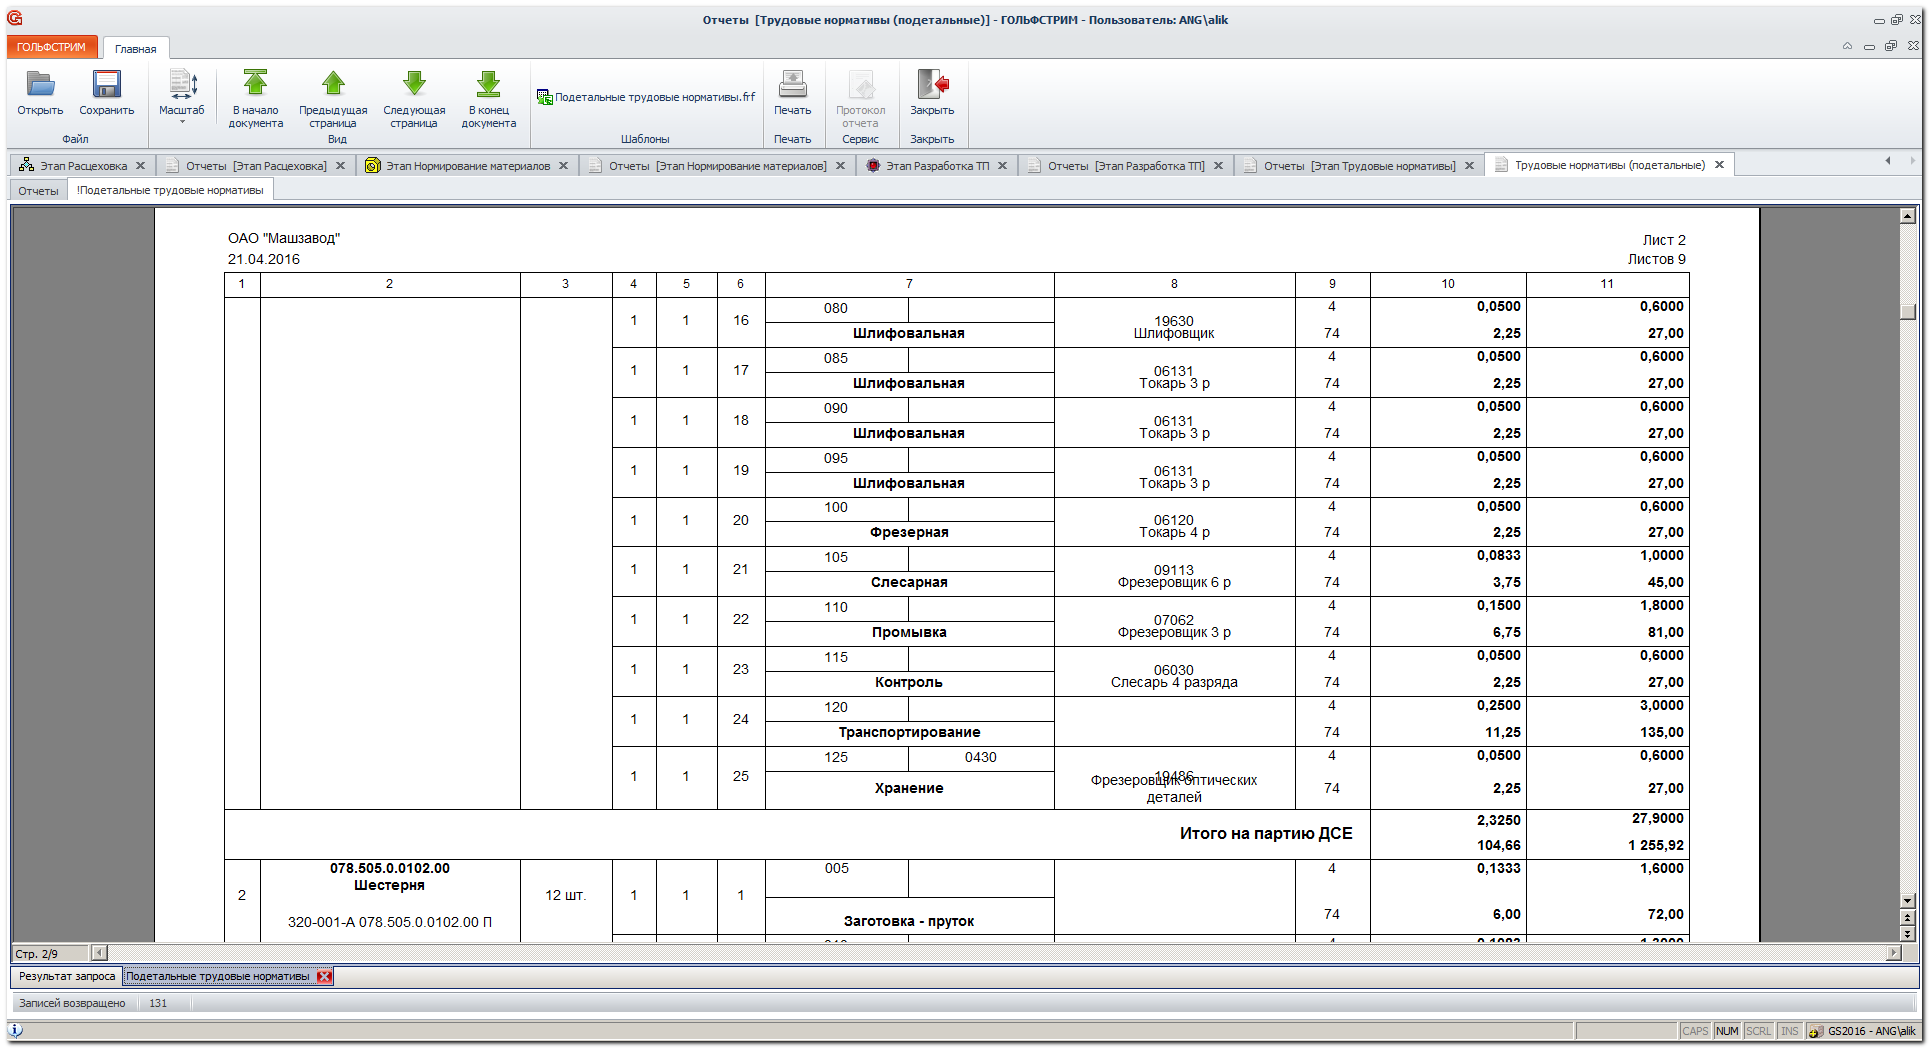 Отчеты [Трудовые нормативы (подетальные)] - ГОЛЬФСТРИМ - Пользователь: ANG\alik
ГОЛЬФСТРИМ Главная
Открыть Сохранить Масштаб В начало документа Предыдущая страница Следующая страница В конец документа Подетальные трудовые нормативы.frf Печать Протокол отчета Закрыть
Файл Вид Шаблоны Печать Сервис Закрыть
Этап Расцеховка Отчеты [Этап Расцеховка] Этап Нормирование материалов Отчеты [Этап Нормирование материалов] Этап Разработка ТП Отчеты [Этап Разработка ТП] Отчеты [Этап Трудовые нормативы] Трудовые нормативы (подетальные)
Отчеты !Подетальные трудовые нормативы
ОАО "Машзавод" Лист 2
21.04.2016 Листов 9
1 2 3 4 5 6 7 8 9 10 11
080 4 0,0500 0,6000
1 1 16 19630
Шлифовальная Шлифовщик 74 2,25 27,00
085 4 0,0500 0,6000
1 1 17 06131
Шлифовальная Токарь 3 р 74 2,25 27,00
090 4 0,0500 0,6000
1 1 18 06131
Шлифовальная Токарь 3 р 74 2,25 27,00
095 4 0,0500 0,6000
1 1 19 06131
Шлифовальная Токарь 3 р 74 2,25 27,00
100 4 0,0500 0,6000
1 1 20 06120
Фрезерная Токарь 4 р 74 2,25 27,00
105 4 0,0833 1,0000
1 1 21 09113
Слесарная Фрезеровщик 6 р 74 3,75 45,00
110 4 0,1500 1,8000
1 1 22 07062
Промывка Фрезеровщик 3 р 74 6,75 81,00
115 4 0,0500 0,6000
1 1 23 06030
Контроль Слесарь 4 разряда 74 2,25 27,00
120 4 0,2500 3,0000
1 1 24
Транспортирование 74 11,25 135,00
125 0430 4 0,0500 0,6000
1 1 25 19486
Хранение Фрезеровщик оптических деталей 74 2,25 27,00
2,3250 27,9000
Итого на партию ДСЕ
104,66 1 255,92
078.505.0.0102.00 005 4 0,1333 1,6000
Шестерня
2 12 шт. 1 1 1
320-001-А 078.505.0.0102.00 П Заготовка - пруток 74 6,00 72,00
Стр. 2/9
Результат запроса Подетальные трудовые нормативы
Записей возвращено 131
CAPS NUM SCRL INS GS2016 - ANG\alik